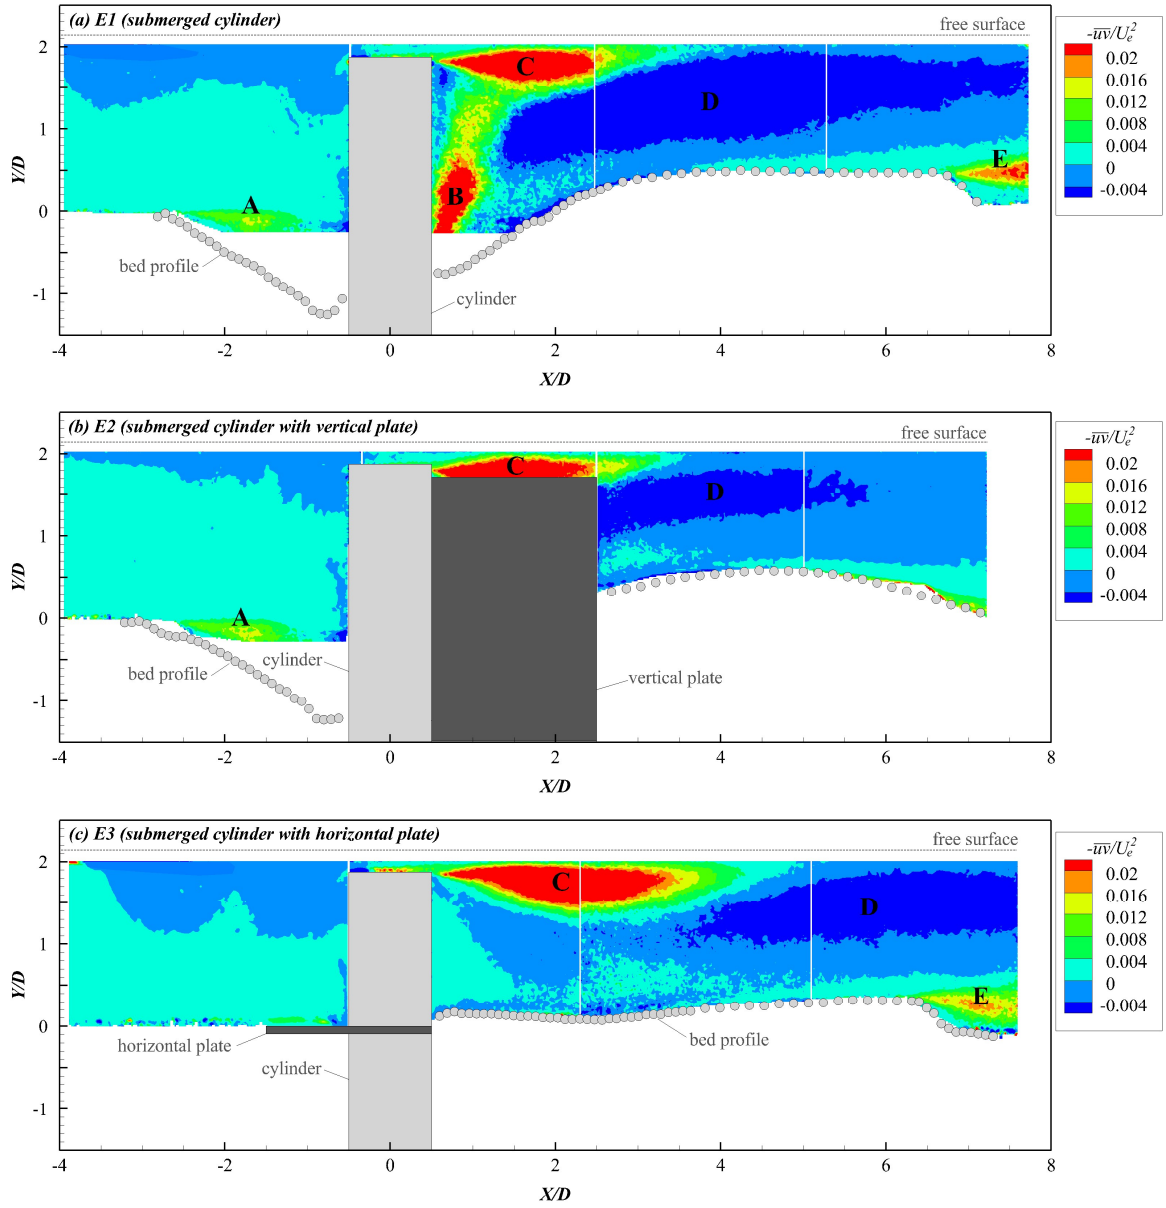 (a) E1 (submerged cylinder)
free surface
-uv/Uₑ²
0.02
0.016
0.012
0.008
0.004
0
-0.004
2
1
0
-1
Y/D
A
B
C
D
E
bed profile
cylinder
-4
-2
0
2
4
6
8
X/D
(b) E2 (submerged cylinder with vertical plate)
free surface
-u̅v̅/Uₑ²
0.02
0.016
0.012
0.008
0.004
0
-0.004
2
1
0
-1
Y/D
A
C
D
cylinder
bed profile
vertical plate
-4
-2
0
2
4
6
8
X/D
(c) E3 (submerged cylinder with horizontal plate)
free surface
-u̅v̅/Uₑ²
0.02
0.016
0.012
0.008
0.004
0
-0.004
2
1
0
-1
Y/D
C
D
E
horizontal plate
bed profile
cylinder
-4
-2
0
2
4
6
8
X/D